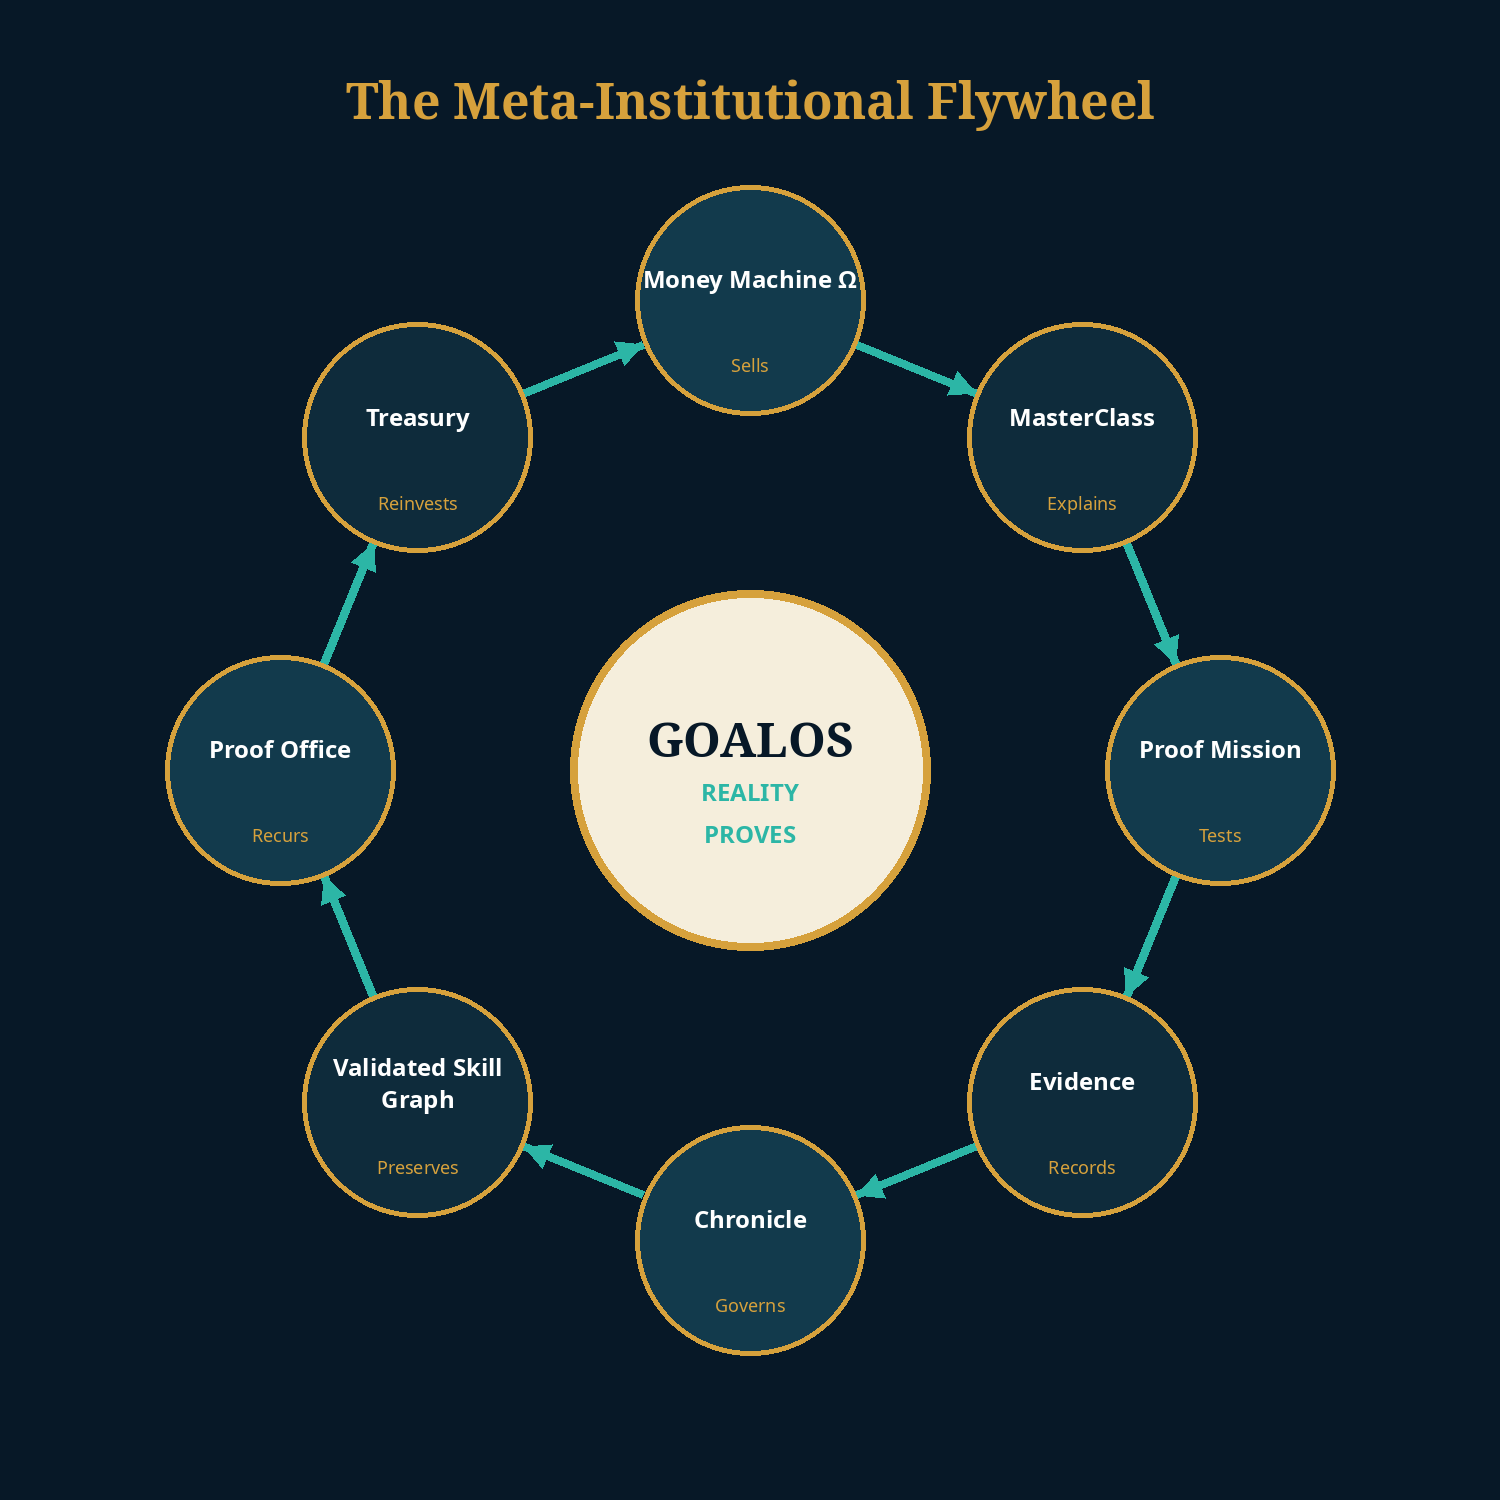 The Meta-Institutional Flywheel
Money Machine Ω
Sells
MasterClass
Explains
Proof Mission
Tests
Evidence
Records
Chronicle
Governs
Validated Skill
Graph
Preserves
Proof Office
Recurs
Treasury
Reinvests
GOALOS
REALITY
PROVES